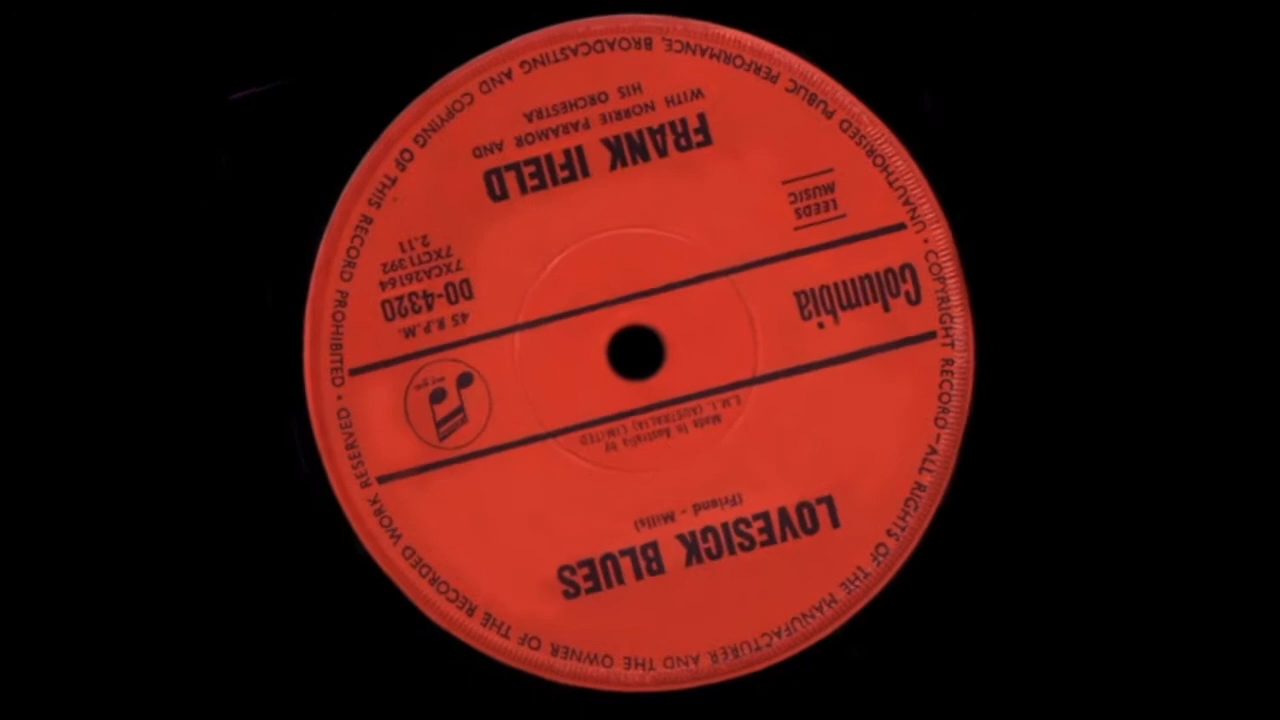 LOVESICK BLUES
(Friend - Mills)
Made in Australia by
E.M.I. (AUSTRALIA) LIMITED
Columbia
45 R.P.M.
DO-4320
7XCA26164
7XCT1392
2.11
LEEDS
MUSIC
FRANK IFIELD
WITH NORRIE PARAMOR AND
HIS ORCHESTRA
COPYRIGHT RECORD – ALL RIGHTS OF THE MANUFACTURER AND THE OWNER OF THE RECORDED WORK RESERVED • UNAUTHORISED PUBLIC PERFORMANCE, BROADCASTING AND COPYING OF THIS RECORD PROHIBITED •